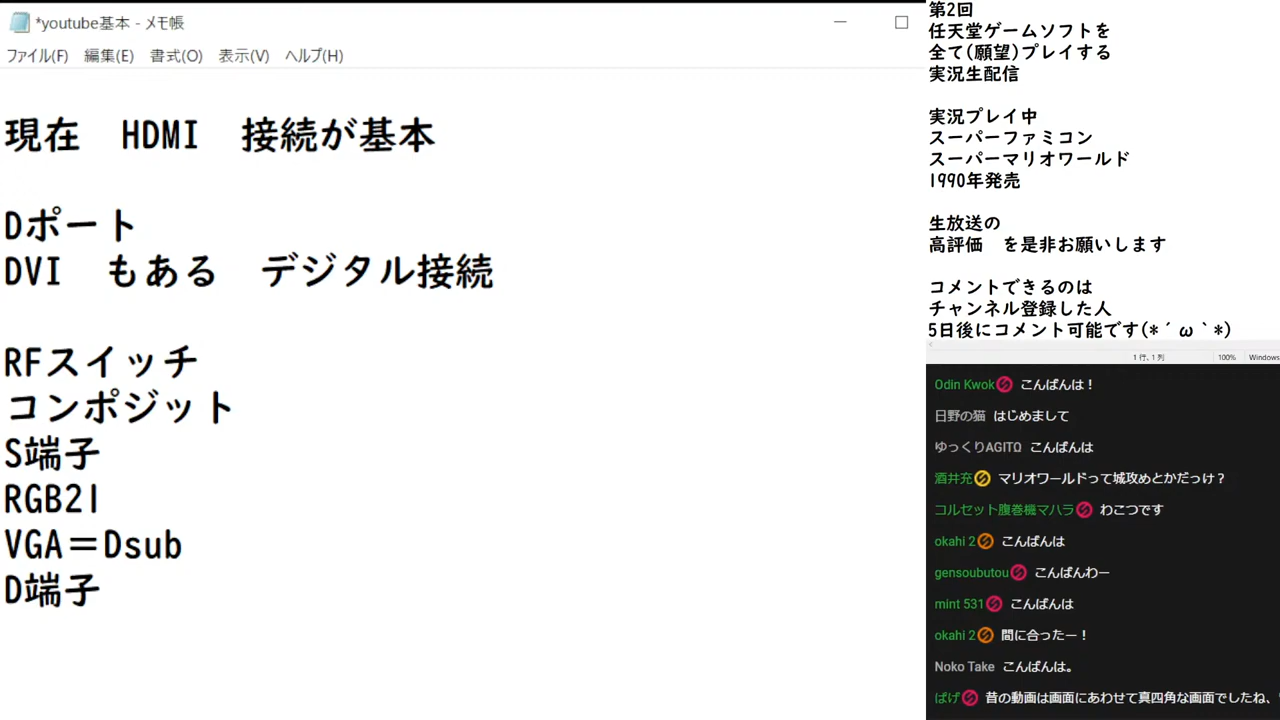 *youtube基本 - メモ帳
ファイル(F) 編集(E) 書式(O) 表示(V) ヘルプ(H)
現在　HDMI　接続が基本
Dポート
DVI　もある　デジタル接続
RFスイッチ
コンポジット
S端子
RGB21
VGA＝Dsub
D端子
第2回
任天堂ゲームソフトを
全て(願望)プレイする
実況生配信
実況プレイ中
スーパーファミコン
スーパーマリオワールド
1990年発売
生放送の
高評価　を是非お願いします
コメントできるのは
チャンネル登録した人
5日後にコメント可能です(*´ω｀*)
1 行、1 列 100% Windows
Odin Kwok こんばんは！
日野の猫 はじめまして
ゆっくりAGITΩ こんばんは
酒井充 マリオワールドって城攻めとかだっけ？
コルセット腹巻機マハラ わこつです
okahi 2 こんばんは
gensoubutou こんばんわー
mint 531 こんばんは
okahi 2 間に合ったー！
Noko Take こんばんは。
ぱげ 昔の動画は画面にあわせて真四角な画面でしたね、